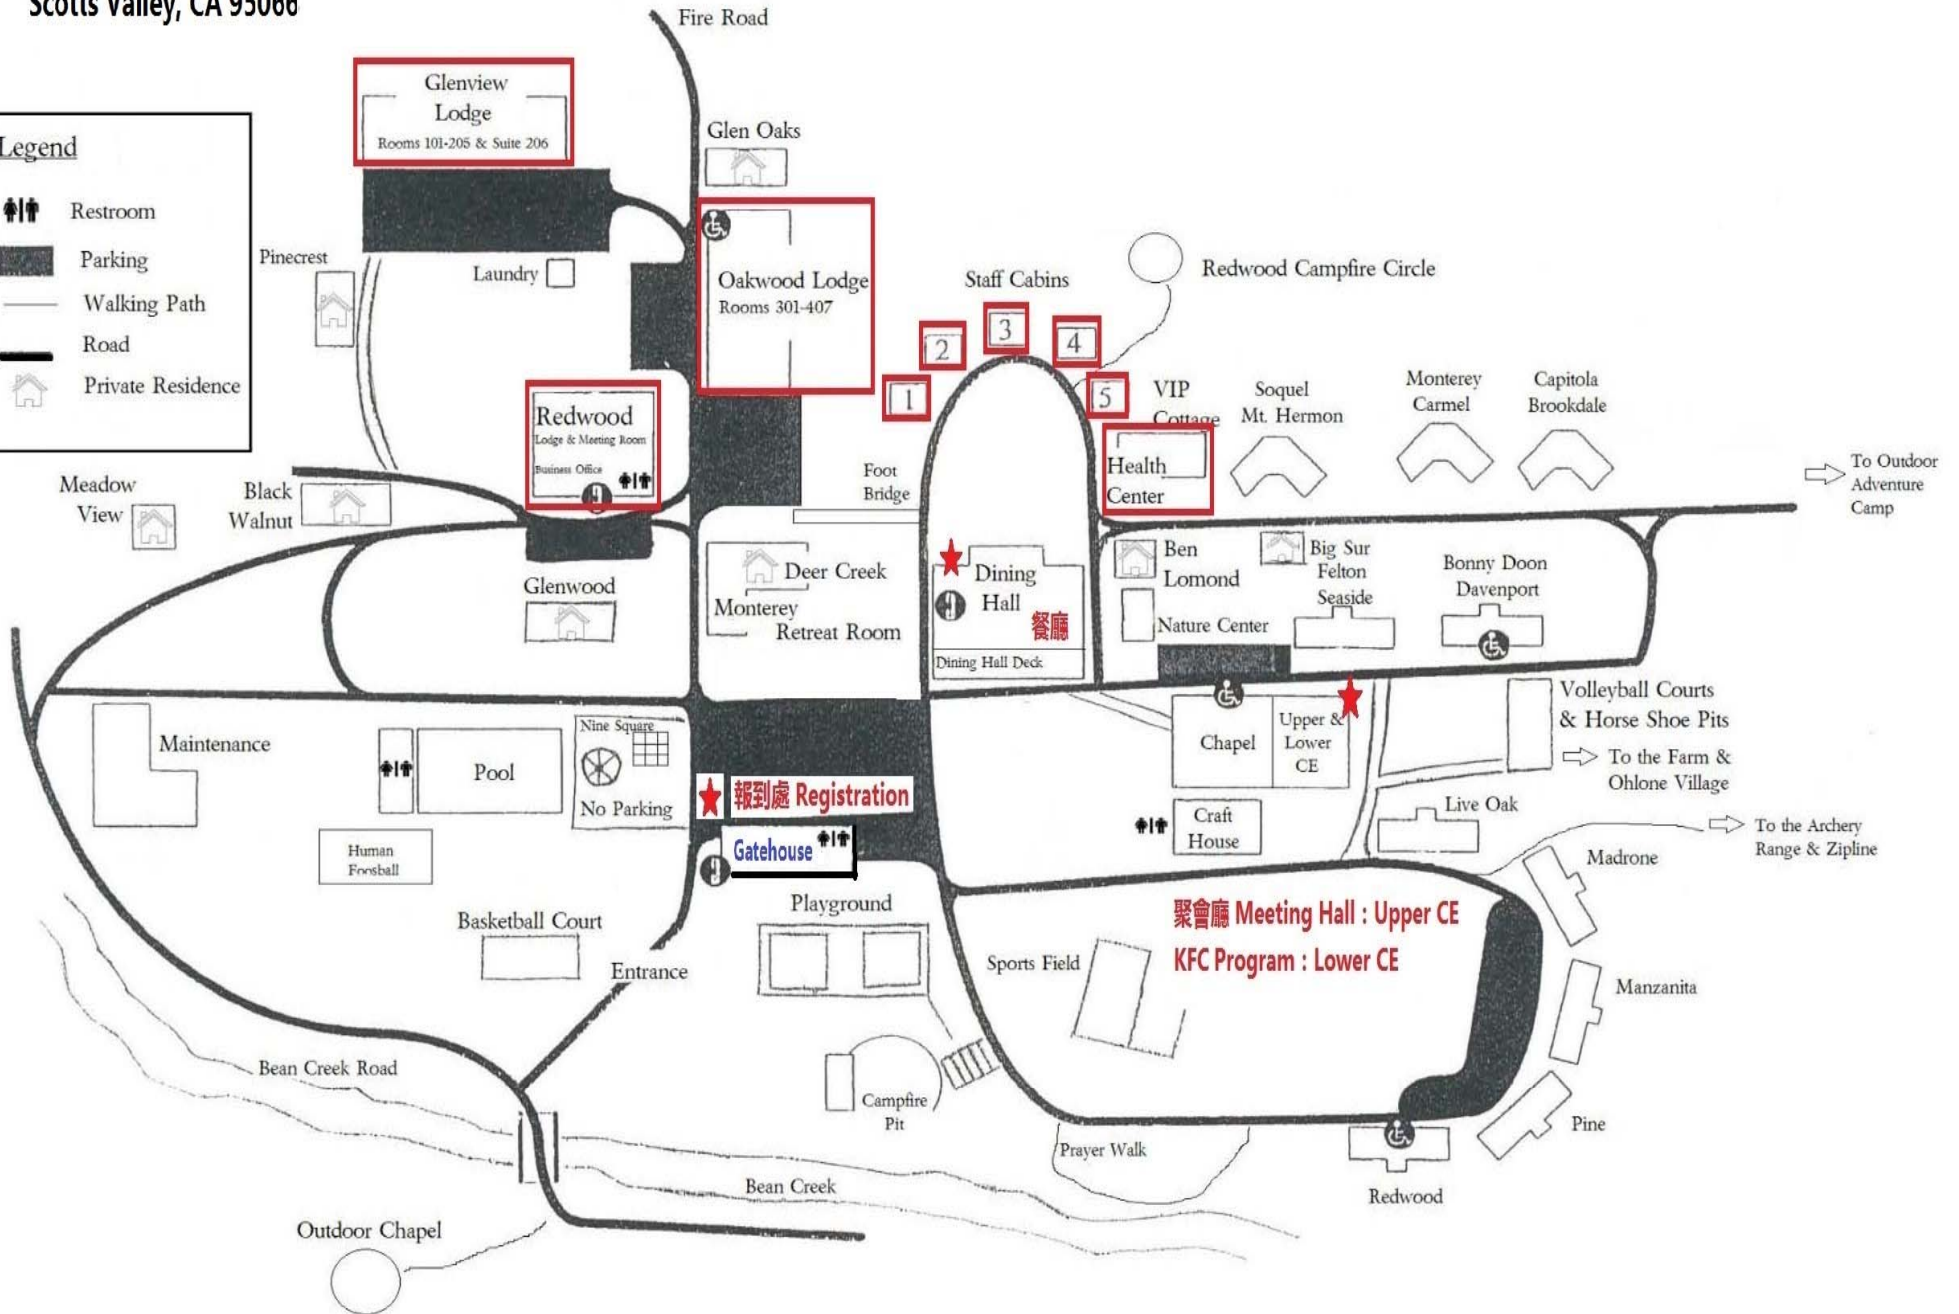 Scotts Valley, CA 95066
Fire Road
Glenview
Lodge
Rooms 101-205 & Suite 206
Legend
Restroom
Parking
Walking Path
Road
Private Residence
Glen Oaks
Pinecrest
Laundry
Oakwood Lodge
Rooms 301-407
Staff Cabins
1
2
3
4
5
Redwood Campfire Circle
Redwood
Lodge & Meeting Room
Business Office
VIP
Cottage
Health
Center
Soquel
Mt. Hermon
Monterey
Carmel
Capitola
Brookdale
To Outdoor
Adventure
Camp
Meadow
View
Black
Walnut
Foot
Bridge
Glenwood
Deer Creek
Monterey
Retreat Room
Dining
Hall
餐廳
Dining Hall Deck
Ben
Lomond
Nature Center
Big Sur
Felton
Seaside
Bonny Doon
Davenport
Maintenance
Pool
Nine Square
No Parking
報到處 Registration
Gatehouse
Chapel
Upper &
Lower
CE
Volleyball Courts
& Horse Shoe Pits
To the Farm &
Ohlone Village
Craft
House
Live Oak
To the Archery
Range & Zipline
Madrone
Human
Foosball
Basketball Court
Entrance
Playground
聚會廳 Meeting Hall : Upper CE
KFC Program : Lower CE
Sports Field
Manzanita
Bean Creek Road
Campfire
Pit
Pine
Prayer Walk
Bean Creek
Redwood
Outdoor Chapel